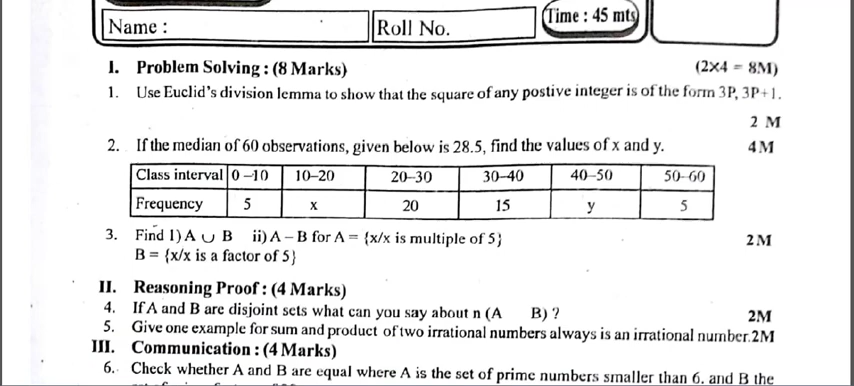 Name :
Roll No.
Time : 45 mts
I. Problem Solving : (8 Marks) (2×4 = 8M)
1. Use Euclid's division lemma to show that the square of any postive integer is of the form 3P, 3P+1.
2 M
2. If the median of 60 observations, given below is 28.5, find the values of x and y. 4M
Class interval 0–10 10–20 20–30 30–40 40–50 50–60
Frequency 5 x 20 15 y 5
3. Find 1) A ∪ B ii) A – B for A = {x/x is multiple of 5} 2M
B = {x/x is a factor of 5}
II. Reasoning Proof : (4 Marks)
4. If A and B are disjoint sets what can you say about n (A B) ? 2M
5. Give one example for sum and product of two irrational numbers always is an irrational number. 2M
III. Communication : (4 Marks)
6. Check whether A and B are equal where A is the set of prime numbers smaller than 6, and B the